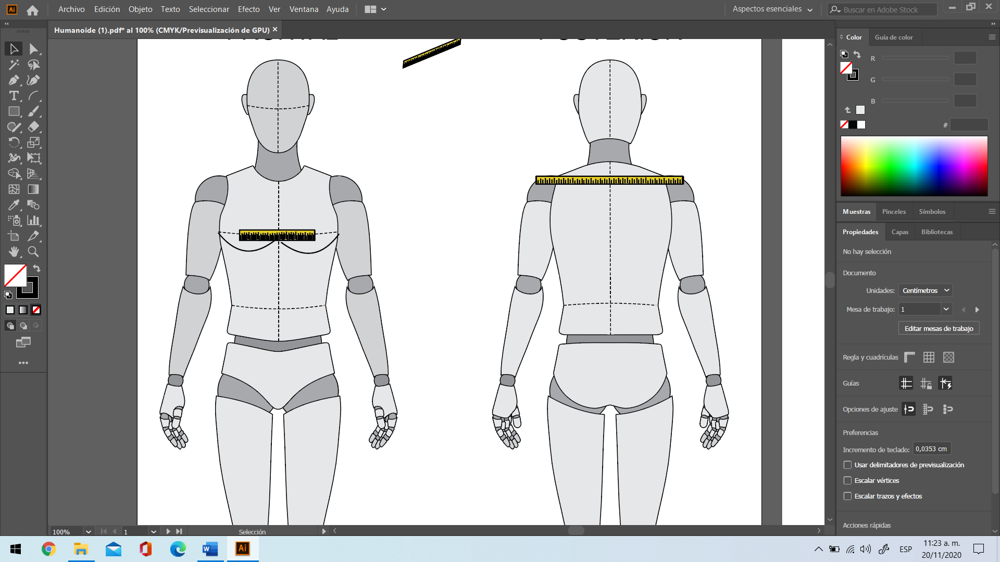 Ai
Archivo Edición Objeto Texto Seleccionar Efecto Ver Ventana Ayuda
Aspectos esenciales
Buscar en Adobe Stock
Humanoide (1).pdf* al 100% (CMYK/Previsualización de GPU)
Color Guía de color
R
G
B
#
Muestras Pinceles Símbolos
Propiedades Capas Bibliotecas
No hay selección
Documento
Unidades: Centímetros
Mesa de trabajo: 1
Editar mesas de trabajo
Regla y cuadrículas
Guías
Opciones de ajuste
Preferencias
Incremento de teclado: 0,0353 cm
Usar delimitadores de previsualización
Escalar vértices
Escalar trazos y efectos
Acciones rápidas
100% 1 Selección
Ai
ESP
11:23 a. m.
20/11/2020